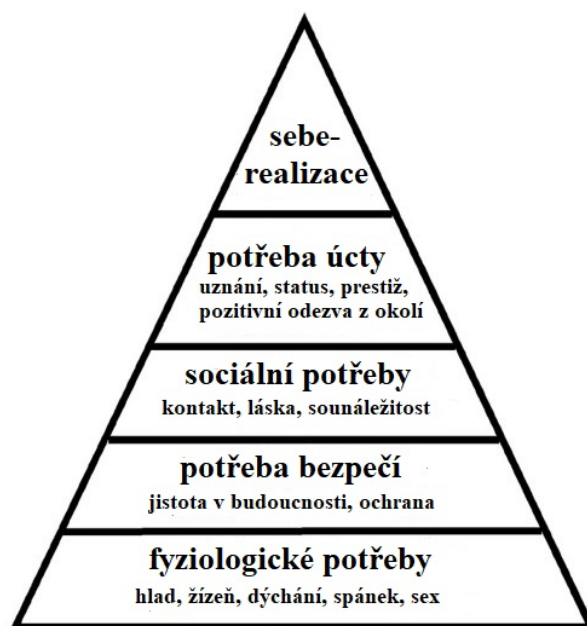 sebe-
realizace
potřeba úcty
uznání, status, prestiž,
pozitivní odezva z okolí
sociální potřeby
kontakt, láska, sounáležitost
potřeba bezpečí
jistota v budoucnosti, ochrana
fyziologické potřeby
hlad, žízeň, dýchání, spánek, sex